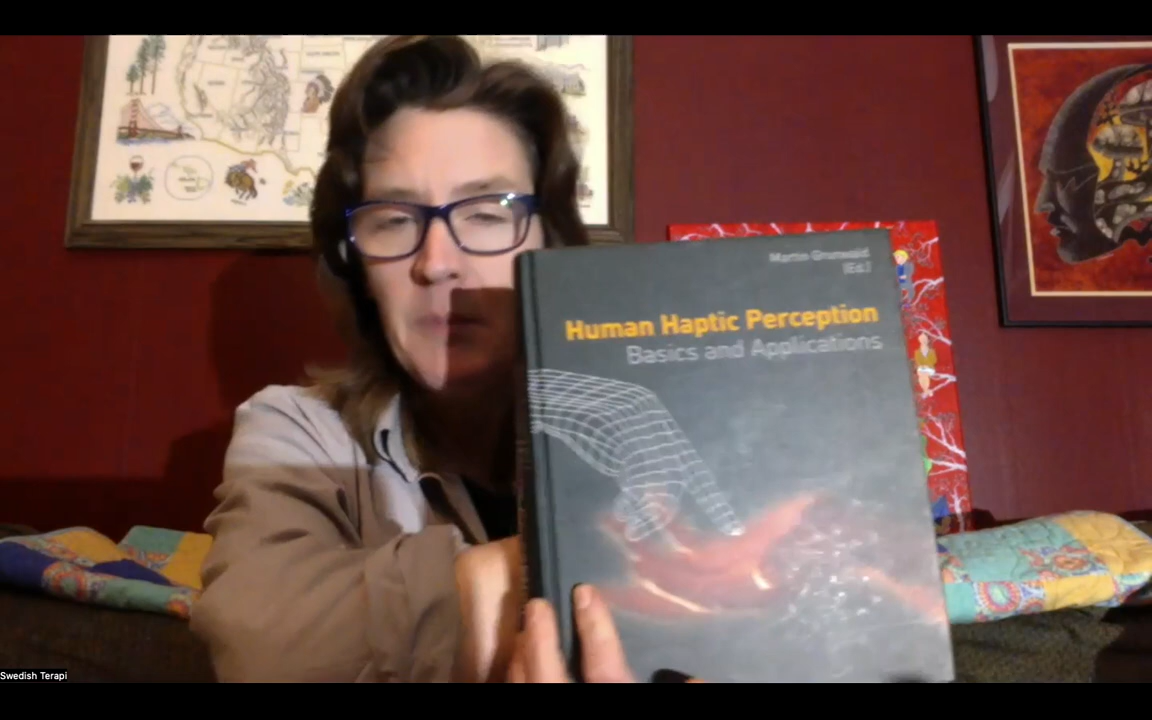 Martin Grunwald
(Ed.)
Human Haptic Perception
Basics and Applications
Swedish Terapi